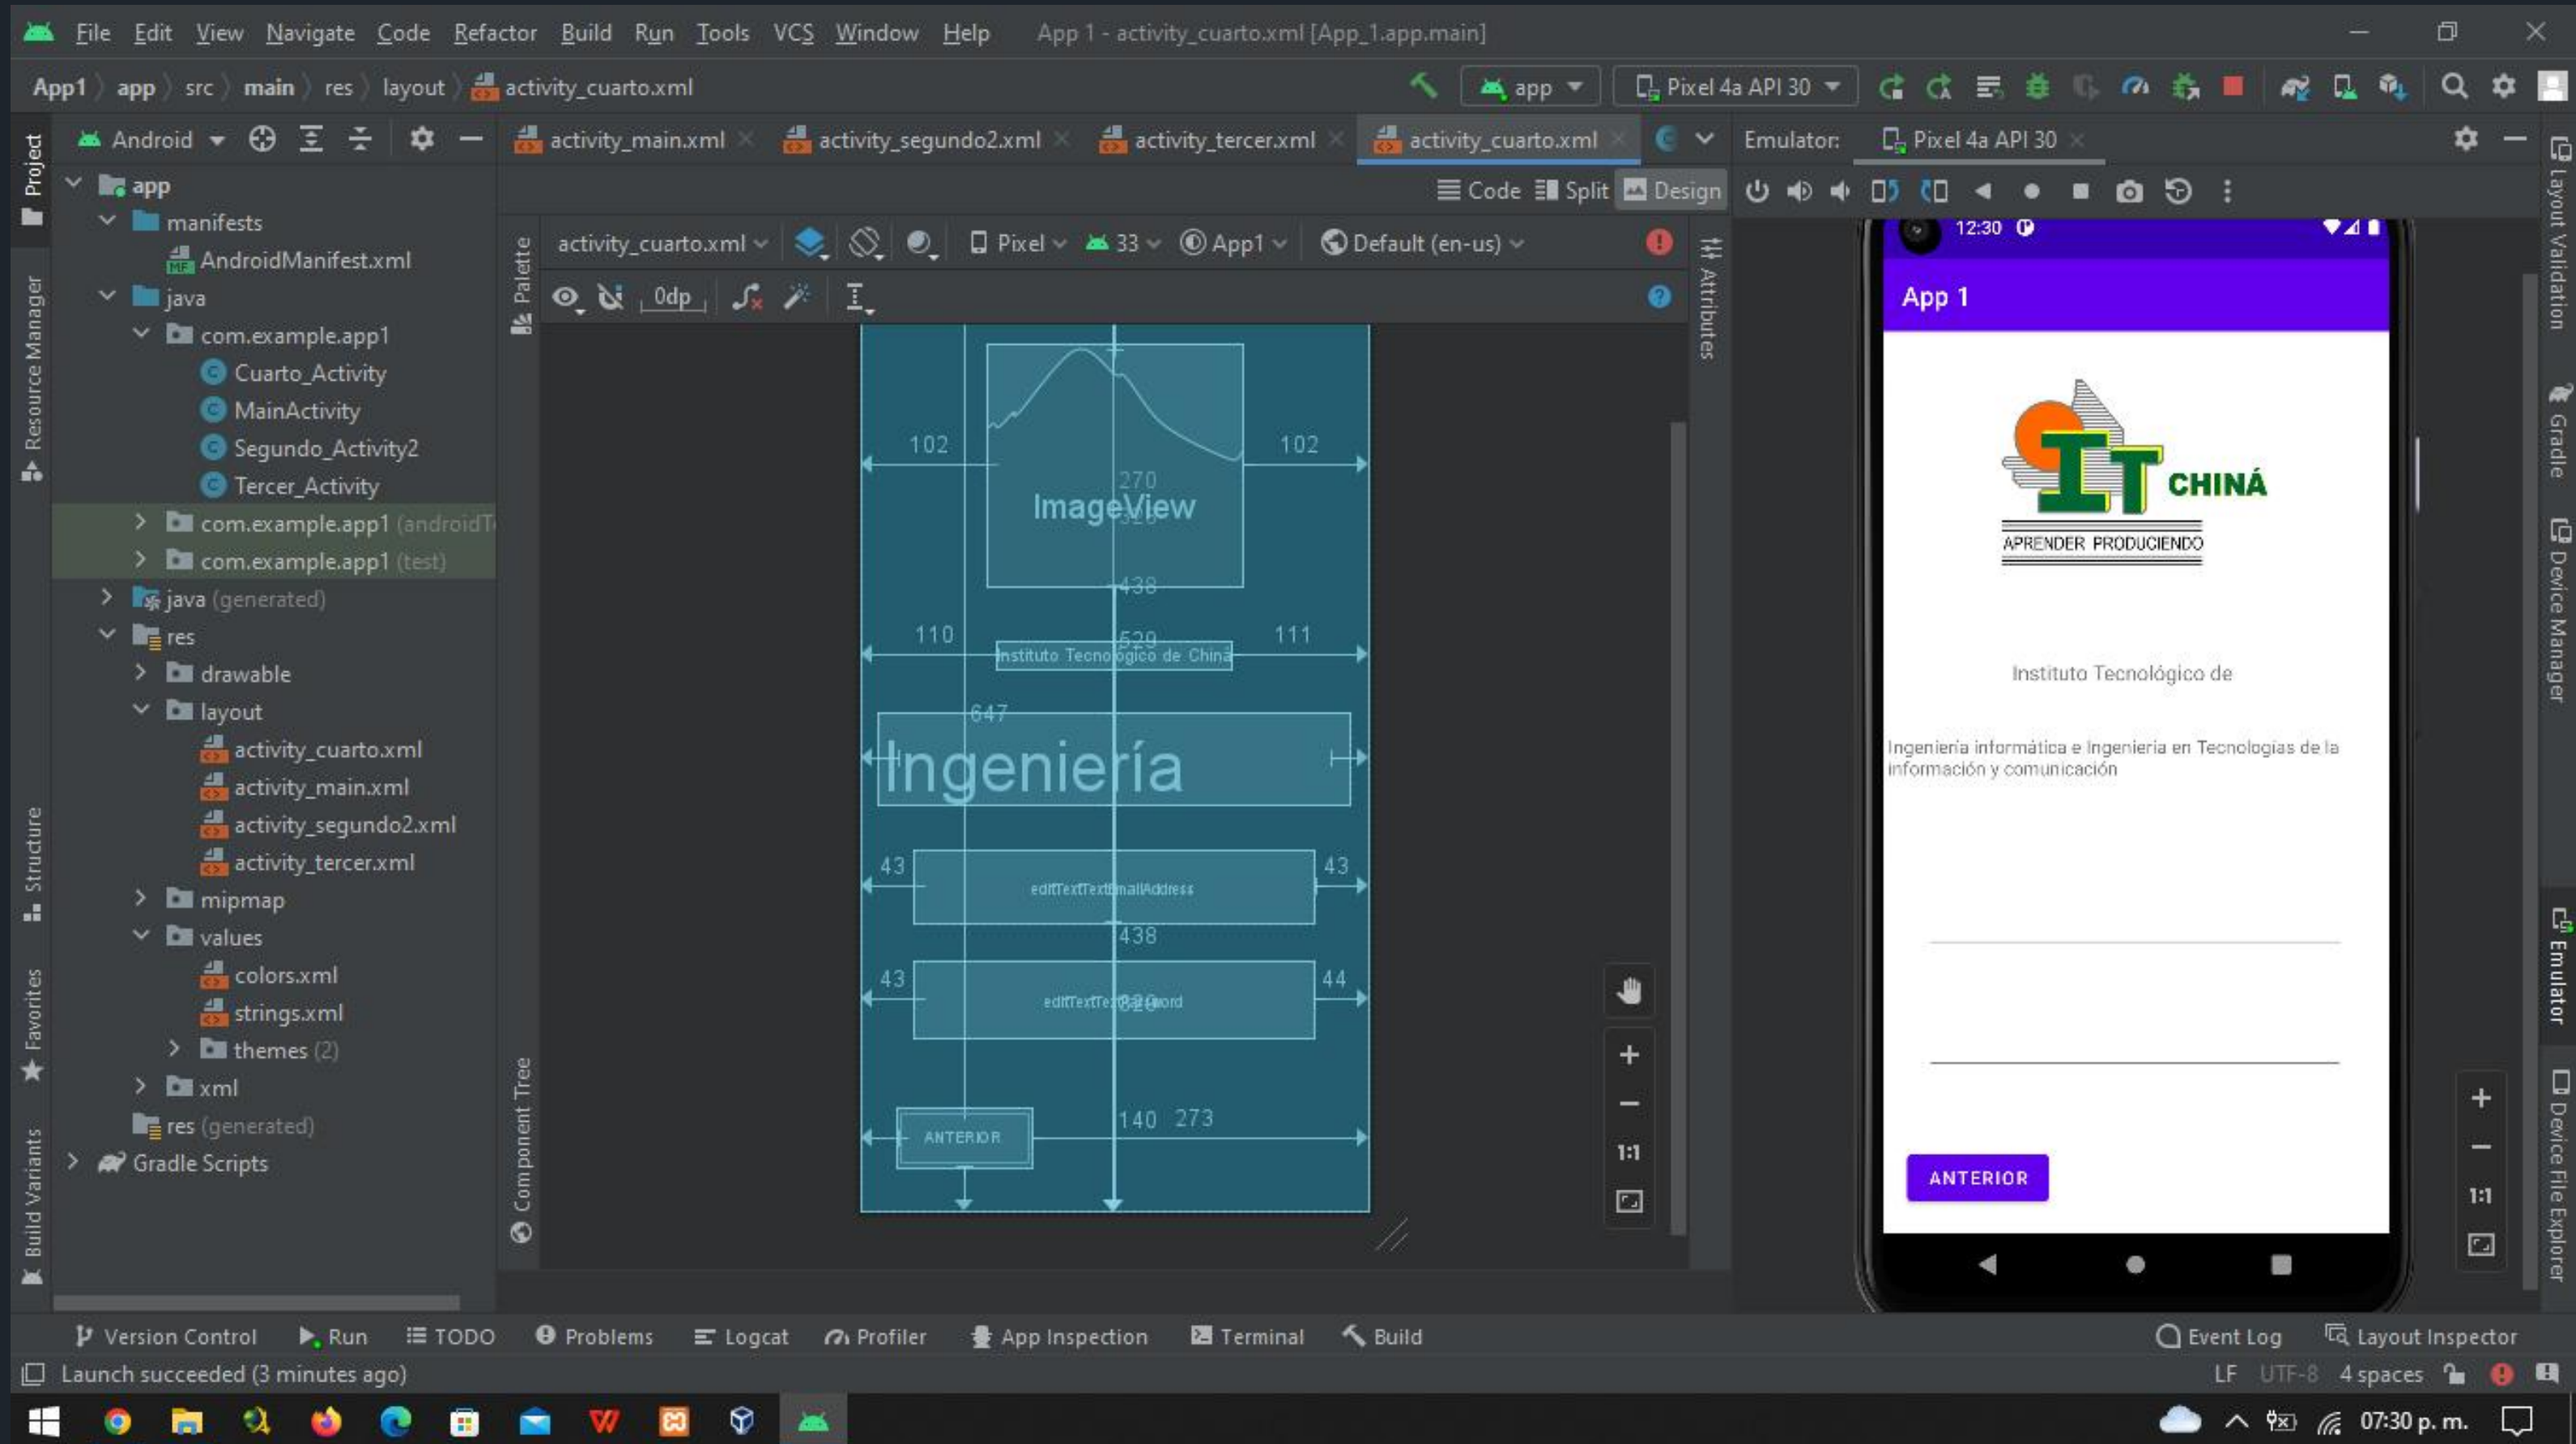 File Edit View Navigate Code Refactor Build Run Tools VCS Window Help App 1 - activity_cuarto.xml [App_1.app.main]
App1 app src main res layout activity_cuarto.xml app Pixel 4a API 30
Project
Resource Manager
Structure
Favorites
Build Variants
Android
app
manifests
AndroidManifest.xml
java
com.example.app1
Cuarto_Activity
MainActivity
Segundo_Activity2
Tercer_Activity
com.example.app1 (androidT
com.example.app1 (test)
java (generated)
res
drawable
layout
activity_cuarto.xml
activity_main.xml
activity_segundo2.xml
activity_tercer.xml
mipmap
values
colors.xml
strings.xml
themes (2)
xml
res (generated)
Gradle Scripts
activity_main.xml activity_segundo2.xml activity_tercer.xml activity_cuarto.xml
Code Split Design
Palette
Component Tree
Attributes
activity_cuarto.xml Pixel 33 App1 Default (en-us)
0dp
102 102
270
ImageView
438
110 111
529
Instituto Tecnológico de Chiná
647
Ingeniería
43 43
editTextTextEmailAddress
438
43 44
editTextTextPassword
140 273
ANTERIOR
1:1
Emulator: Pixel 4a API 30
12:30
App 1
IT CHINÁ
APRENDER PRODUCIENDO
Instituto Tecnológico de
Ingeniería informática e Ingeniería en Tecnologías de la
información y comunicación
ANTERIOR
1:1
Layout Validation
Gradle
Device Manager
Emulator
Device File Explorer
Version Control Run TODO Problems Logcat Profiler App Inspection Terminal Build Event Log Layout Inspector
Launch succeeded (3 minutes ago) LF UTF-8 4 spaces
07:30 p. m.